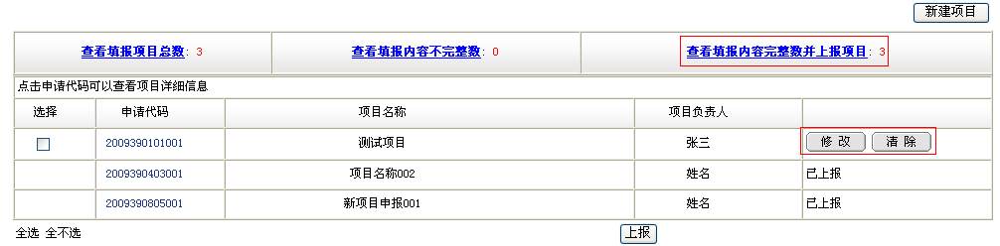 新建项目
查看填报项目总数: 3 查看填报内容不完整数: 0 查看填报内容完整数并上报项目: 3
点击申请代码可以查看项目详细信息
选择 申请代码 项目名称 项目负责人
2009390101001 测试项目 张三 修 改 清 除
2009390403001 项目名称002 姓名 已上报
2009390805001 新项目申报001 姓名 已上报
全选 全不选 上报